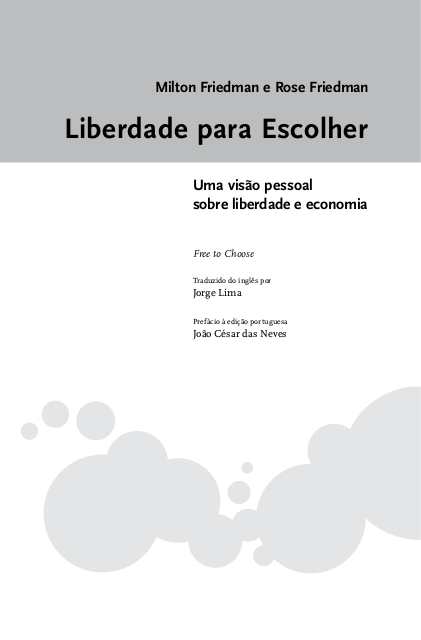 Milton Friedman e Rose Friedman
Liberdade para Escolher
Uma visão pessoal
sobre liberdade e economia
Free to Choose
Traduzido do inglês por
Jorge Lima
Prefácio à edição portuguesa
João César das Neves